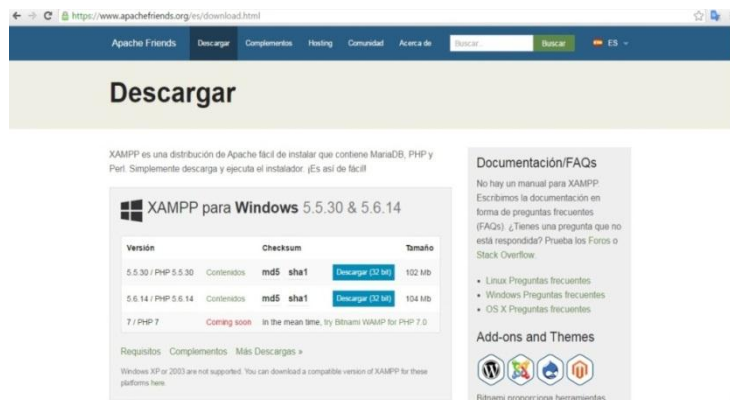 https://www.apachefriends.org/es/download.html
Apache Friends Descargar Complementos Hosting Comunidad Acerca de Buscar... Buscar ES
Descargar
XAMPP es una distribución de Apache fácil de instalar que contiene MariaDB, PHP y
Perl. Simplemente descarga y ejecuta el instalador. ¡Es así de fácil!
XAMPP para Windows 5.5.30 & 5.6.14
Versión Checksum Tamaño
5.5.30 / PHP 5.5.30 Contenidos md5 sha1 Descargar (32 bit) 102 Mb
5.6.14 / PHP 5.6.14 Contenidos md5 sha1 Descargar (32 bit) 104 Mb
7 / PHP 7 Coming soon In the mean time, try Bitnami WAMP for PHP 7.0
Requisitos Complementos Más Descargas »
Windows XP or 2003 are not supported. You can download a compatible version of XAMPP for these
platforms here.
Documentación/FAQs
No hay un manual para XAMPP.
Escribimos la documentación en
forma de preguntas frecuentes
(FAQs). ¿Tienes una pregunta que no
está respondida? Prueba los Foros o
Stack Overflow.
• Linux Preguntas frecuentes
• Windows Preguntas frecuentes
• OS X Preguntas frecuentes
Add-ons and Themes
Bitnami proporciona herramientas